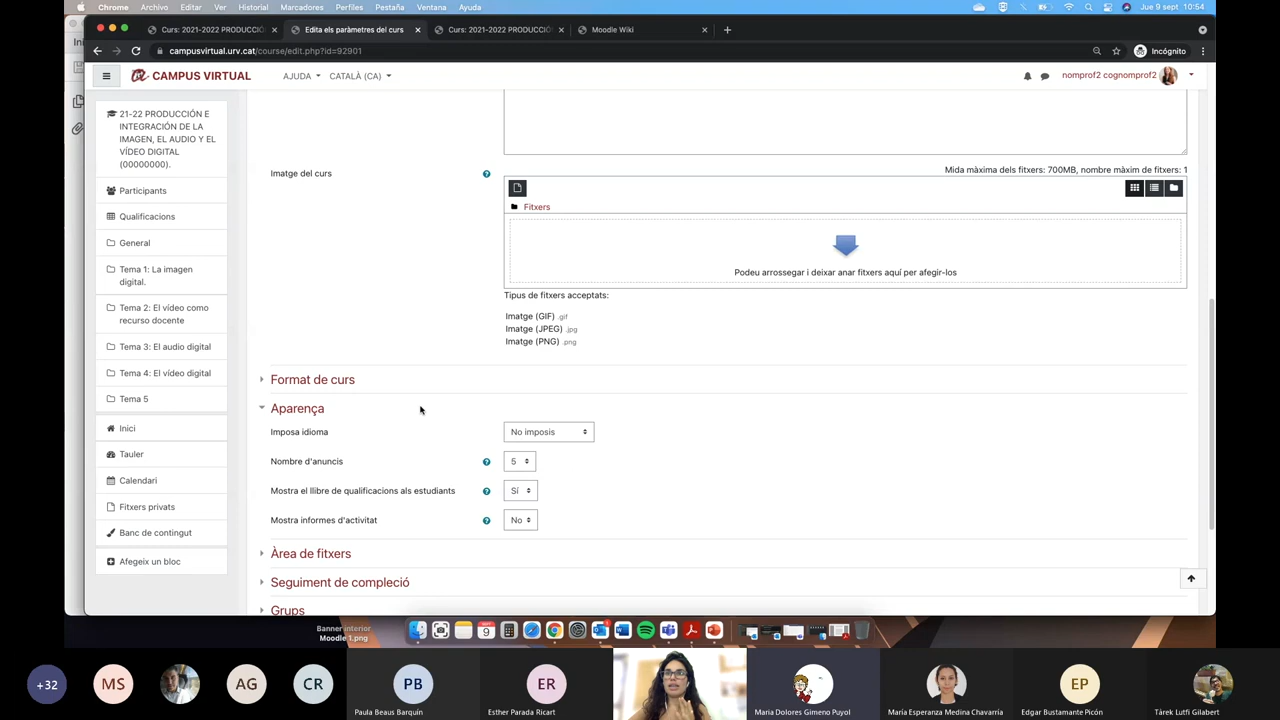 Chrome Archivo Editar Ver Historial Marcadores Perfiles Pestaña Ventana Ayuda
Jue 9 sept 10:54
Curs: 2021-2022 PRODUCCIÓ
Edita els paràmetres del curs
Curs: 2021-2022 PRODUCCIÓ
Moodle Wiki
campusvirtual.urv.cat/course/edit.php?id=92901
Incógnito
CAMPUS VIRTUAL
AJUDA
CATALÀ (CA)
nomprof2 cognomprof2
21-22 PRODUCCIÓN E
INTEGRACIÓN DE LA
IMAGEN, EL AUDIO Y EL
VÍDEO DIGITAL
(00000000).
Participants
Qualificacions
General
Tema 1: La imagen
digital.
Tema 2: El vídeo como
recurso docente
Tema 3: El audio digital
Tema 4: El vídeo digital
Tema 5
Inici
Tauler
Calendari
Fitxers privats
Banc de contingut
Afegeix un bloc
Imatge del curs
Mida màxima dels fitxers: 700MB, nombre màxim de fitxers: 1
Fitxers
Podeu arrossegar i deixar anar fitxers aquí per afegir-los
Tipus de fitxers acceptats:
Imatge (GIF) .gif
Imatge (JPEG) .jpg
Imatge (PNG) .png
Format de curs
Aparença
Imposa idioma No imposis
Nombre d'anuncis 5
Mostra el llibre de qualificacions als estudiants Sí
Mostra informes d'activitat No
Àrea de fitxers
Seguiment de compleció
Grups
Banner interior
Moodle 1.png
+32
MS
AG
CR
PB
Paula Beaus Barquín
ER
Esther Parada Ricart
Maria Dolores Gimeno Puyol
María Esperanza Medina Chavarría
EP
Edgar Bustamante Picón
Tárek Lutfi Gilabert